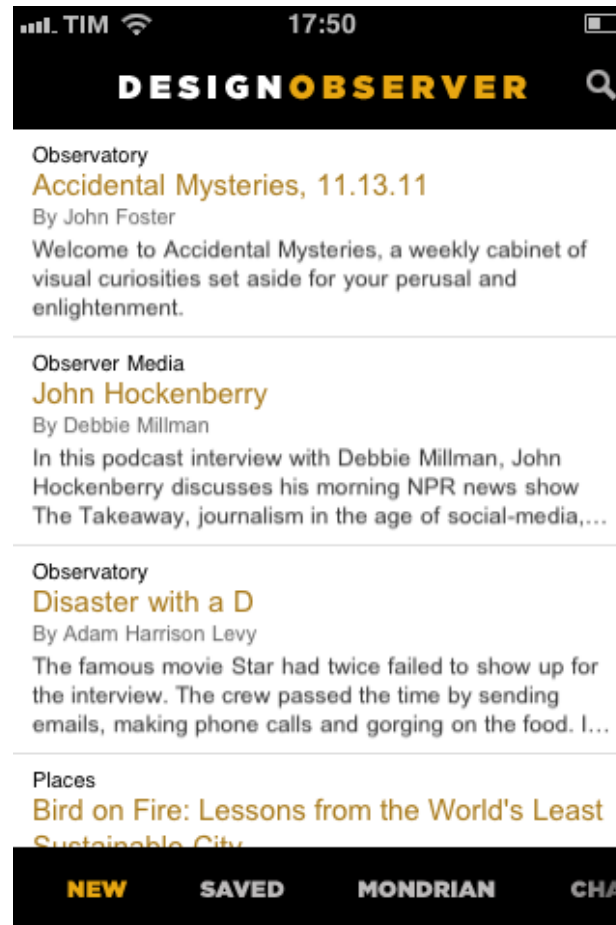 TIM 17:50
DESIGNOBSERVER
Observatory
Accidental Mysteries, 11.13.11
By John Foster
Welcome to Accidental Mysteries, a weekly cabinet of
visual curiosities set aside for your perusal and
enlightenment.
Observer Media
John Hockenberry
By Debbie Millman
In this podcast interview with Debbie Millman, John
Hockenberry discusses his morning NPR news show
The Takeaway, journalism in the age of social-media,...
Observatory
Disaster with a D
By Adam Harrison Levy
The famous movie Star had twice failed to show up for
the interview. The crew passed the time by sending
emails, making phone calls and gorging on the food. I...
Places
Bird on Fire: Lessons from the World's Least
Sustainable City
NEW SAVED MONDRIAN CHA